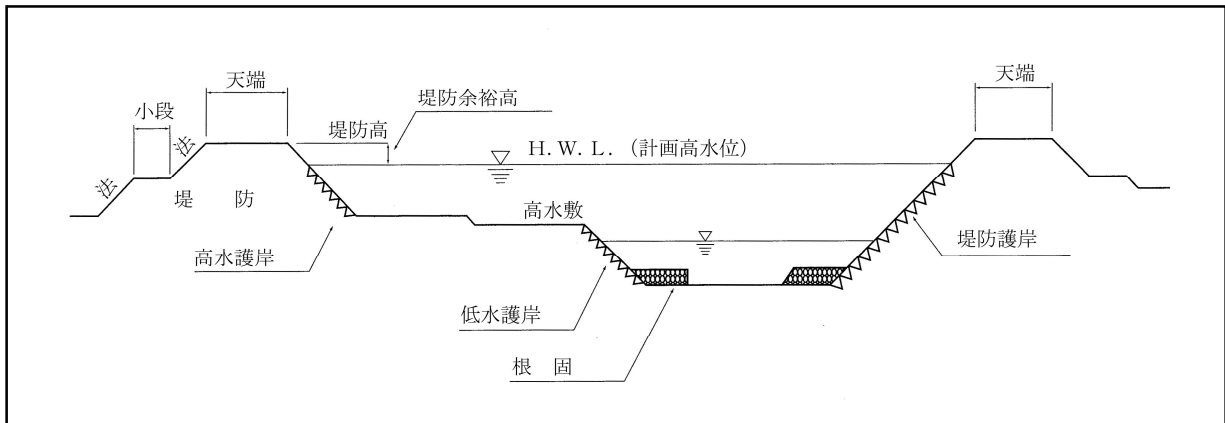 天端
天端
堤防余裕高
小段
堤防高
H.W.L.(計画高水位)
法
法
堤 防
高水敷
高水護岸
堤防護岸
低水護岸
根 固